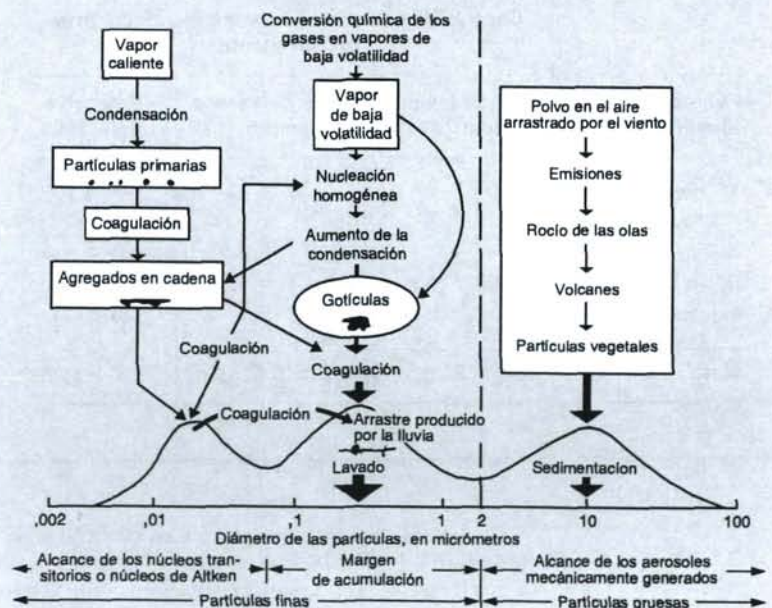 Vapor
caliente
Condensación
Partículas primarias
Coagulación
Agregados en cadena
Conversión química de los
gases en vapores de
baja volatilidad
Vapor
de baja
volatilidad
Nucleación
homogénea
Aumento de la
condensación
Gotículas
Coagulación
Coagulación
Coagulación
Arrastre producido
por la lluvia
Lavado
Polvo en el aire
arrastrado por el viento
Emisiones
Rocío de las olas
Volcanes
Partículas vegetales
Sedimentacion
,002 ,01 ,1 1 2 10 100
Diámetro de las partículas, en micrómetros
Alcance de los núcleos tran-
sitorios o núcleos de Aitken
Margen
de acumulación
Alcance de los aerosoles
mecánicamente generados
Partículas finas
Partículas gruesas